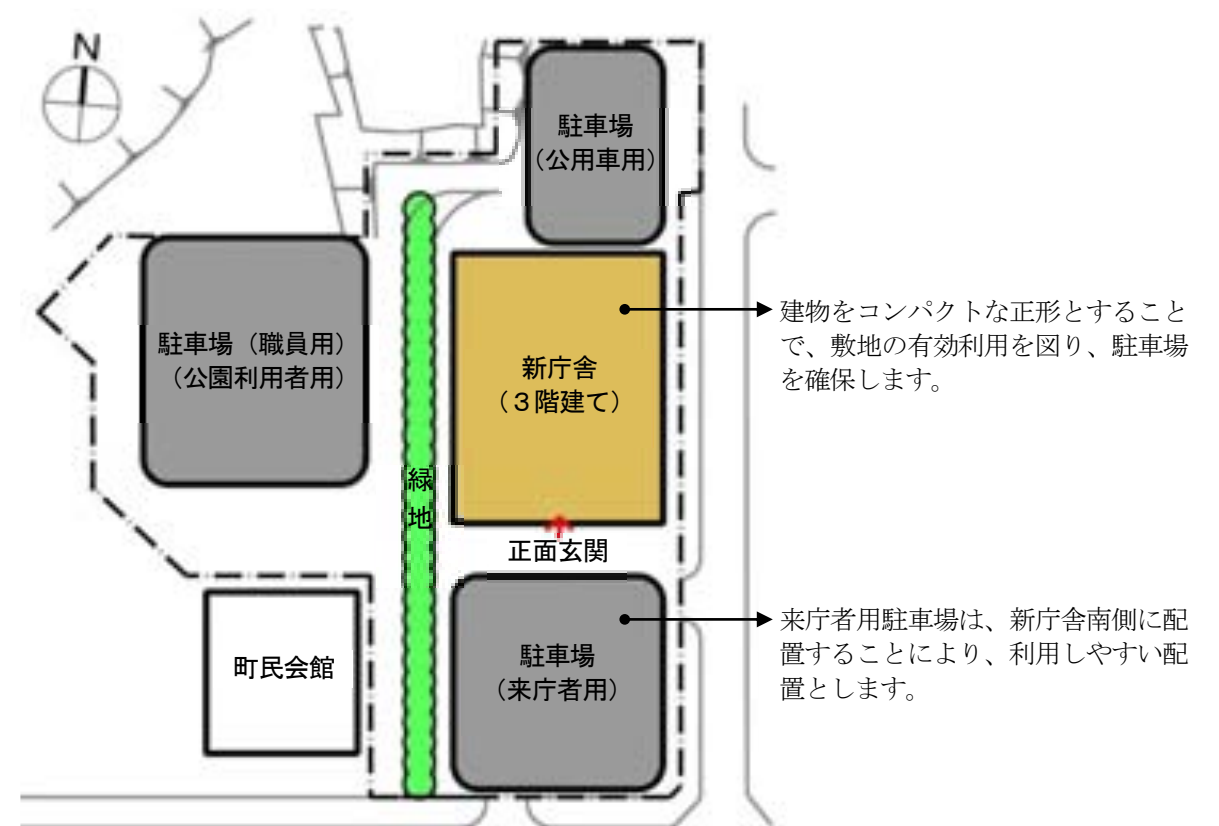 N
駐車場
(公用車用)
駐車場(職員用)
(公園利用者用)
新庁舎
(3階建て)
建物をコンパクトな正形とすること
で、敷地の有効利用を図り、駐車場
を確保します。
緑
地
正面玄関
町民会館
駐車場
(来庁者用)
来庁者用駐車場は、新庁舎南側に配
置することにより、利用しやすい配
置とします。